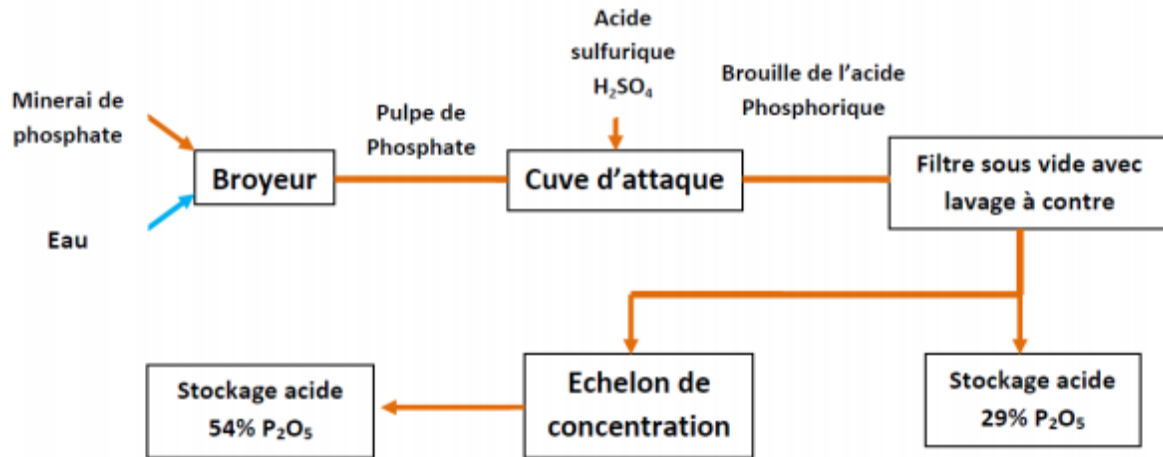 Acide
sulfurique
H₂SO₄
Brouille de l'acide
Phosphorique
Minerai de
phosphate
Pulpe de
Phosphate
Broyeur
Cuve d'attaque
Filtre sous vide avec
lavage à contre
Eau
Stockage acide
54% P₂O₅
Echelon de
concentration
Stockage acide
29% P₂O₅